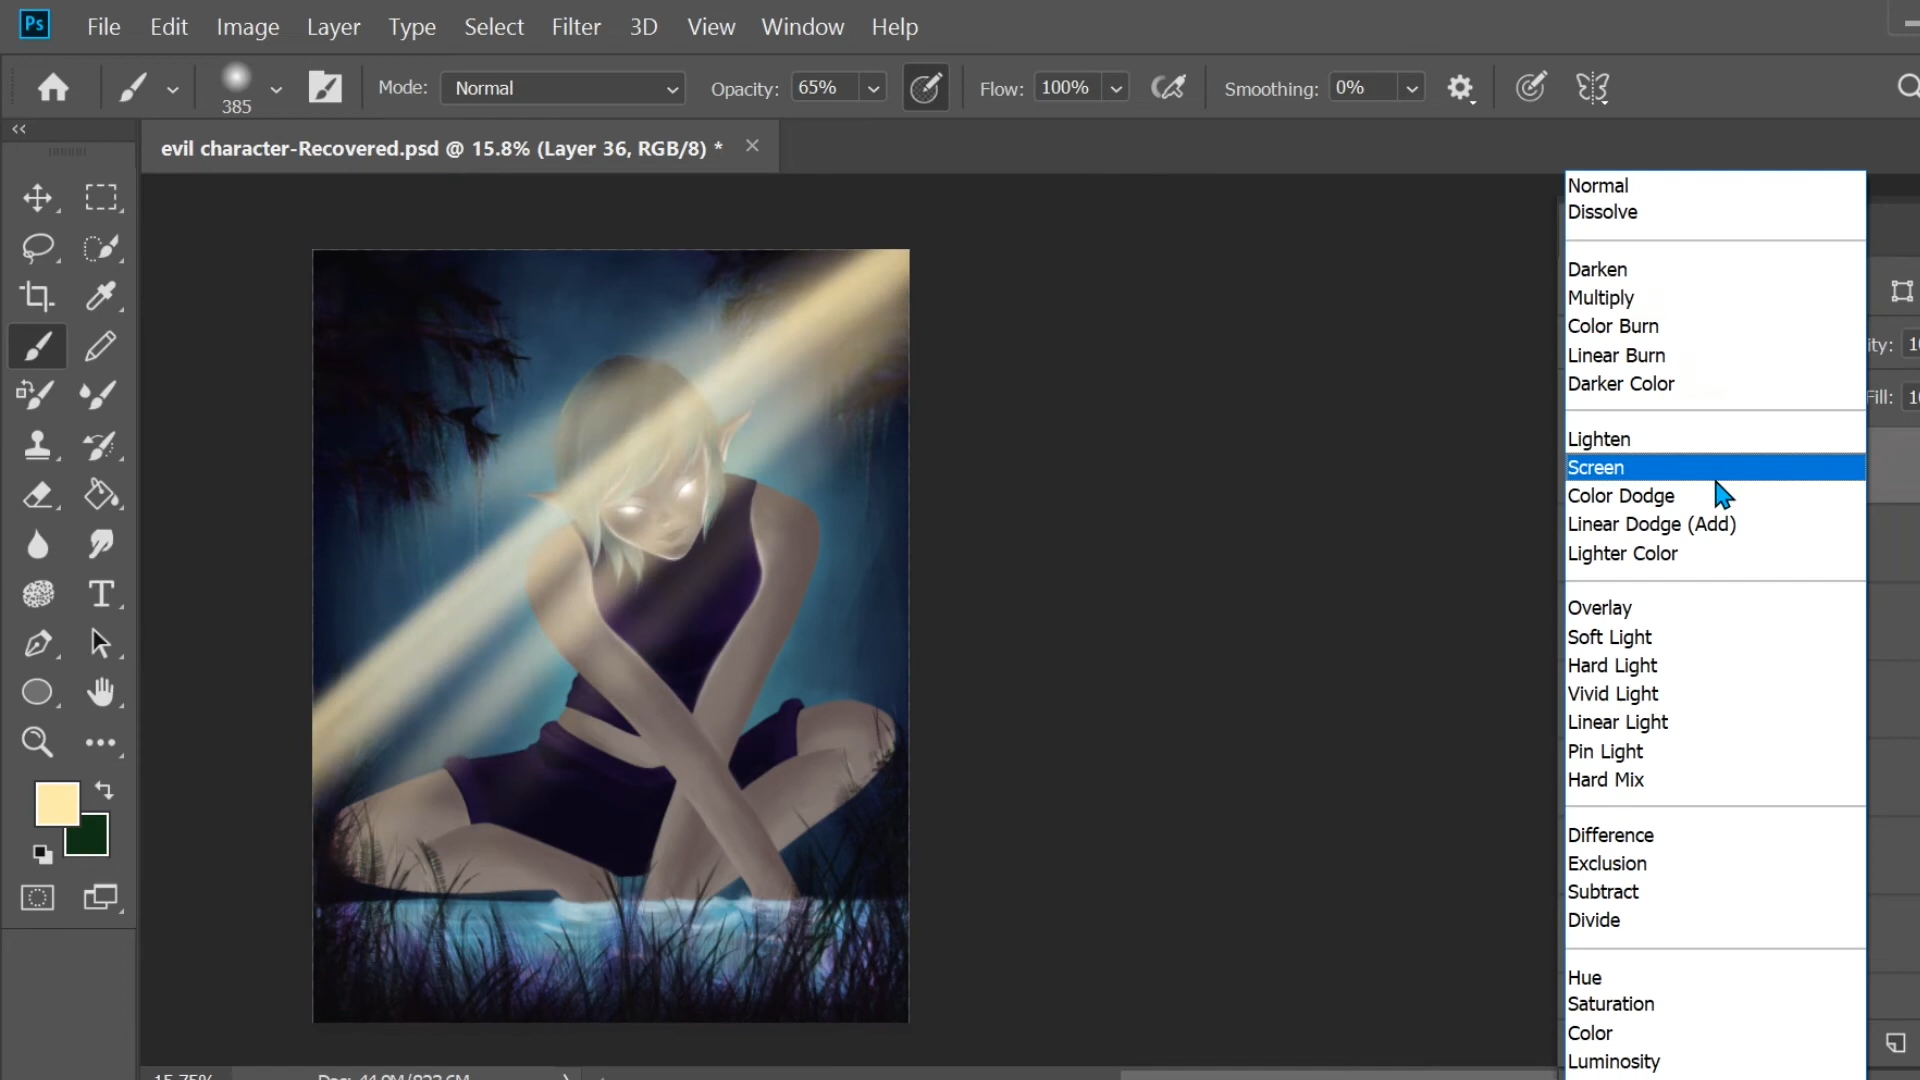 Ps File Edit Image Layer Type Select Filter 3D View Window Help
385 Mode: Normal Opacity: 65% Flow: 100% Smoothing: 0%
evil character-Recovered.psd @ 15.8% (Layer 36, RGB/8) *
Normal
Dissolve
Darken
Multiply
Color Burn
Linear Burn
Darker Color
Lighten
Screen
Color Dodge
Linear Dodge (Add)
Lighter Color
Overlay
Soft Light
Hard Light
Vivid Light
Linear Light
Pin Light
Hard Mix
Difference
Exclusion
Subtract
Divide
Hue
Saturation
Color
Luminosity
ity:
Fill:
15.75%